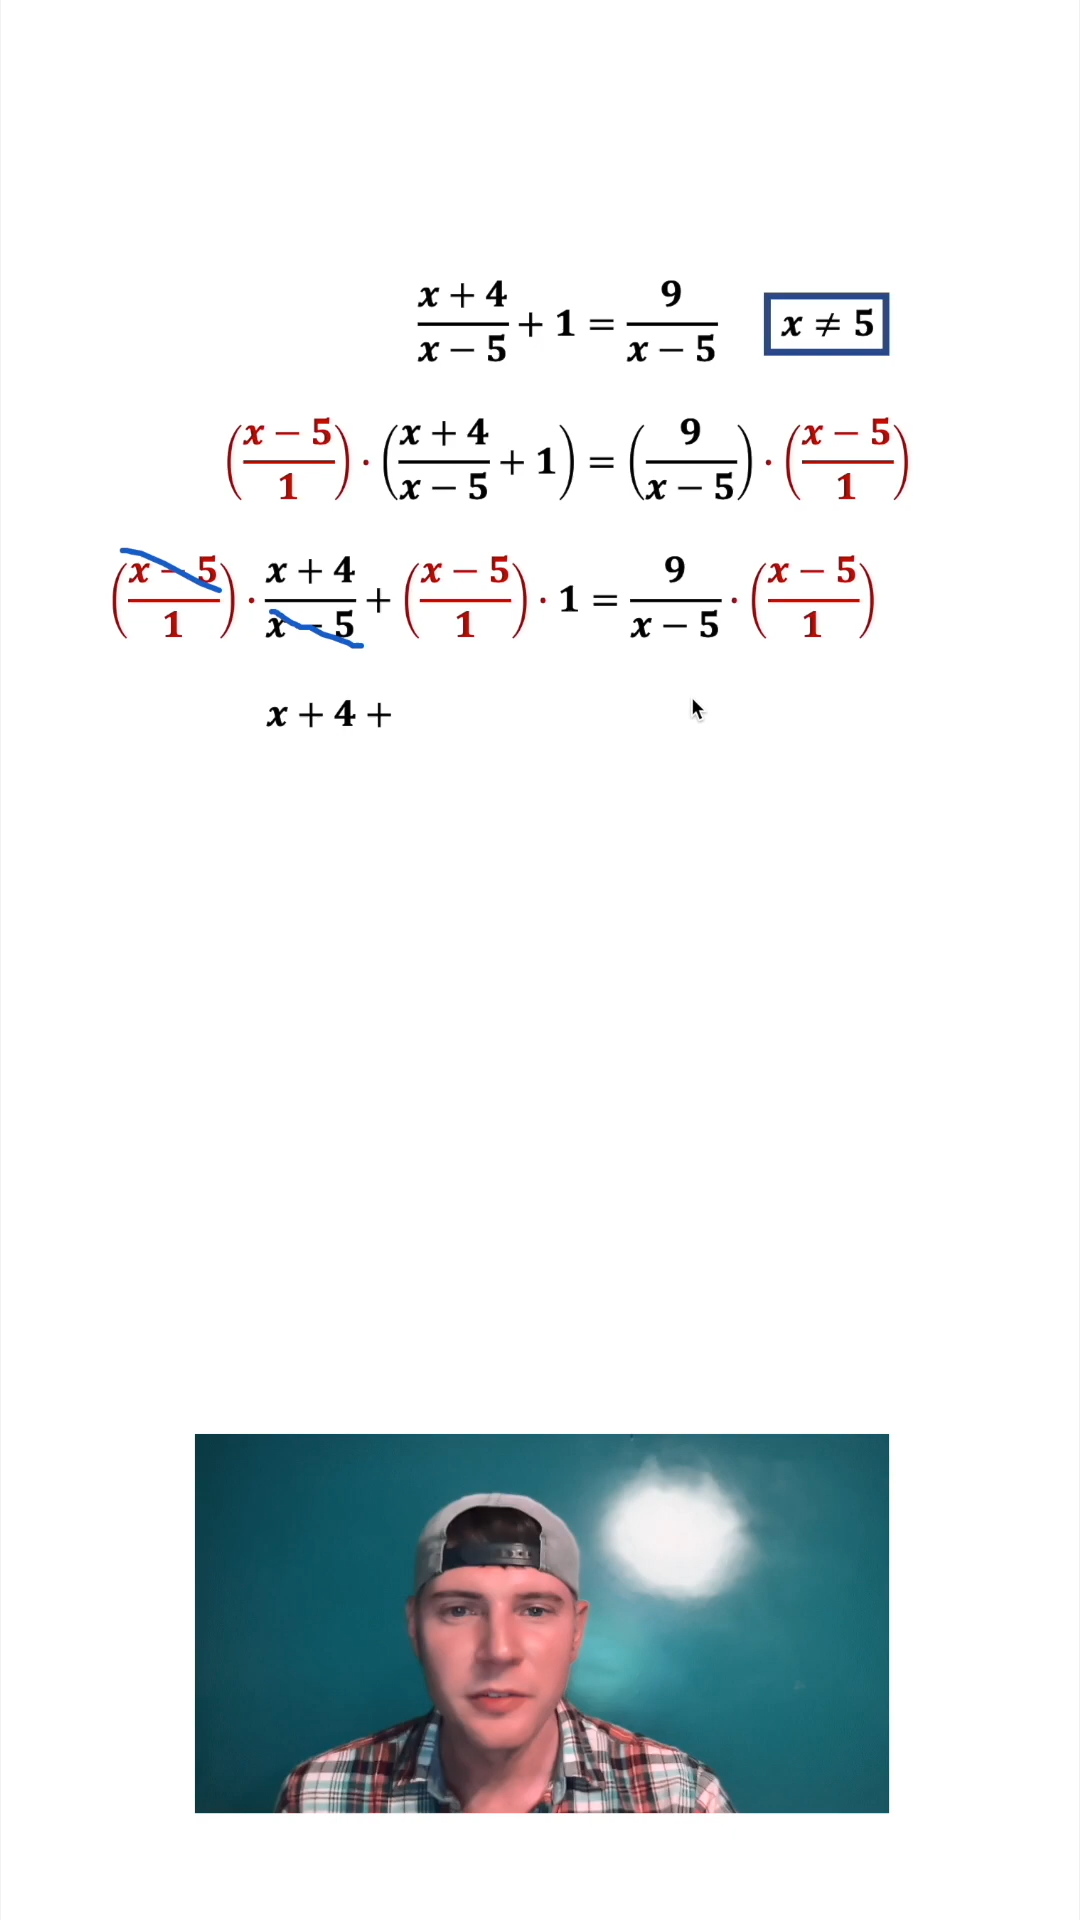 (x + 4)/(x − 5) + 1 = 9/(x − 5) x ≠ 5
((x − 5)/1) · ((x + 4)/(x − 5) + 1) = (9/(x − 5)) · ((x − 5)/1)
((x − 5)/1) · (x + 4)/(x − 5) + ((x − 5)/1) · 1 = 9/(x − 5) · ((x − 5)/1)
x + 4 +